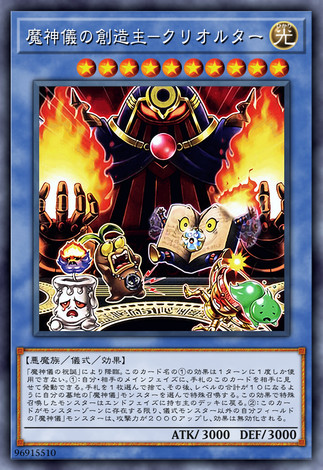 魔神儀の創造主-クリオルター
光
【悪魔族/儀式/効果】
「魔神儀の祝誕」により降臨。このカード名の①の効果は1ターンに1度しか使
用できない。①:自分・相手のメインフェイズに、手札のこのカードを相手に見
せて発動できる。手札を1枚選んで捨て、その後、レベルの合計が10になるよ
うに自分の墓地の「魔神儀」モンスターを選んで特殊召喚する。この効果で特殊
召喚したモンスターはエンドフェイズに持ち主のデッキに戻る。②:このカー
ドがモンスターゾーンに存在する限り、儀式モンスター以外の自分フィールド
の「魔神儀」モンスターは、攻撃力が2000アップし、効果は無効化される。
ATK/ 3000 DEF/3000
96915510